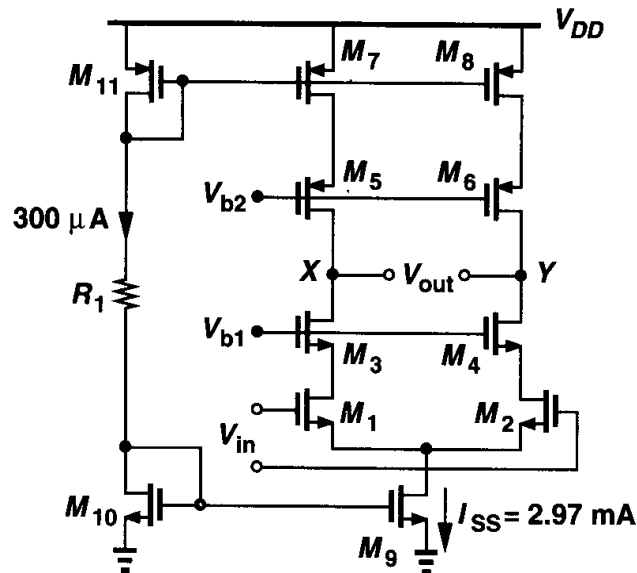 V_DD
M_11
M_7
M_8
V_b2
M_5
M_6
300 μA
R_1
X
V_out
Y
V_b1
M_3
M_4
M_1
M_2
V_in
M_10
M_9
I_SS = 2.97 mA